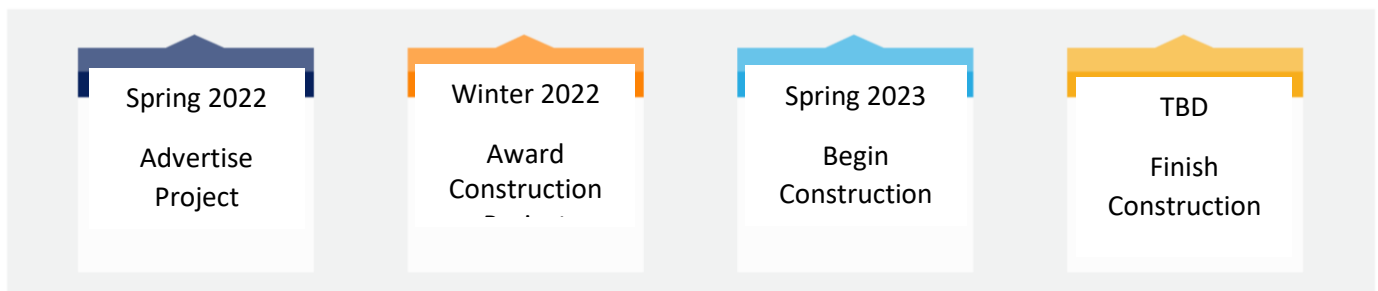 Spring 2022
Advertise
Project
Winter 2022
Award
Construction
Spring 2023
Begin
Construction
TBD
Finish
Construction